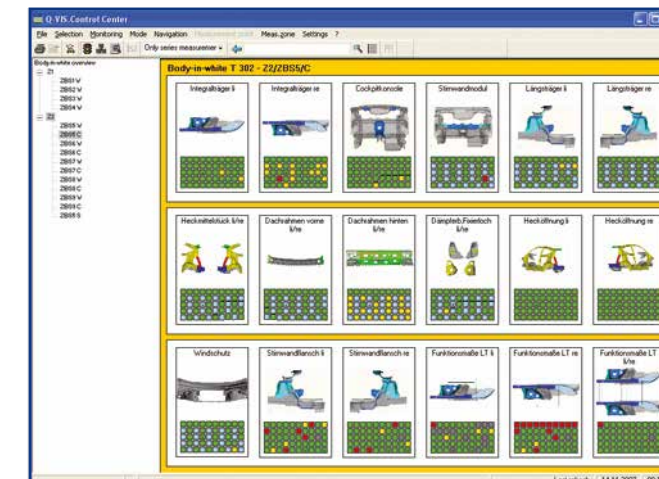 Q-VIS.Control Center
File Selection Monitoring Mode Navigation Measurement point Meas.zone Settings ?
Only series measuremer
Body-in-white overview
Body-in-white T 302 - Z2/ZBS5/C
Z1
ZBS1 V
ZBS2 V
ZBS3 V
ZBS4 V
Z2
ZBS5 V
ZBS5 C
ZBS6 V
ZBS6 C
ZBS7 V
ZBS7 C
ZBS8 V
ZBS8 C
ZBS9 V
ZBS9 C
Integralträger li
Integralträger re
Cockpitkonsole
Stirnwandmodul
Längsträger li
Längsträger re
Heckmittelstück li/re
Dachrahmen vorne
li/re
Dachrahmen hinten
li/re
Dämpferb.Fixierloch
li/re
Hecköffnung li
Hecköffnung re
Windschutz
Stirnwandflansch li
Stirnwandflansch re
Funktionsmaße LT li
Funktionsmaße LT re
Funktionsmaße LT
li/re